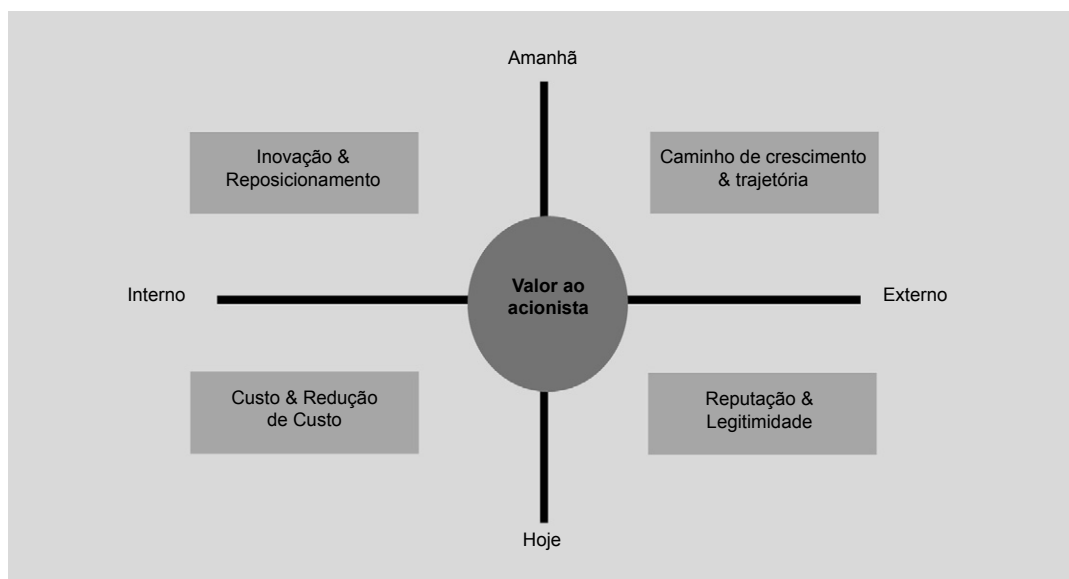 Amanhã
Inovação &
Reposicionamento
Caminho de crescimento
& trajetória
Interno
Valor ao
acionista
Externo
Custo & Redução
de Custo
Reputação &
Legitimidade
Hoje